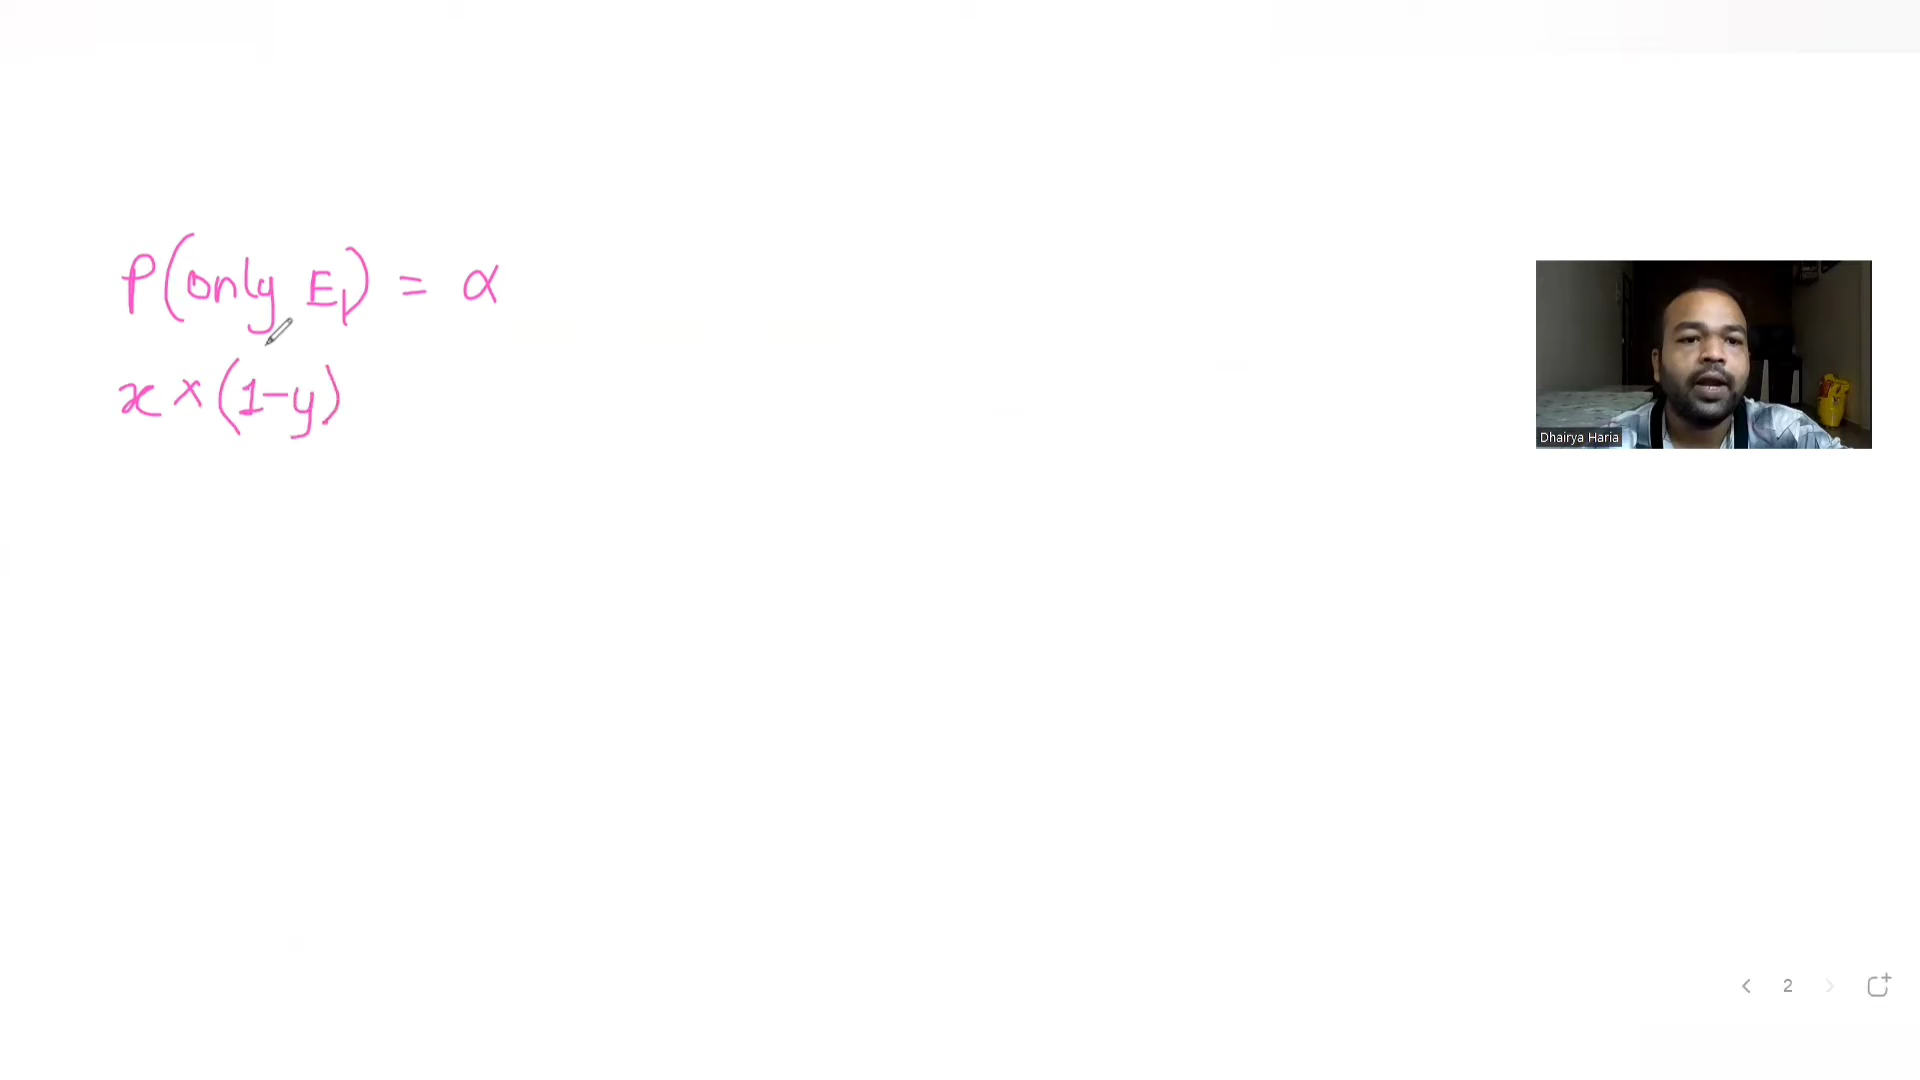 P(only E₁) = α
x × (1-y)
Dhairya Haria
2